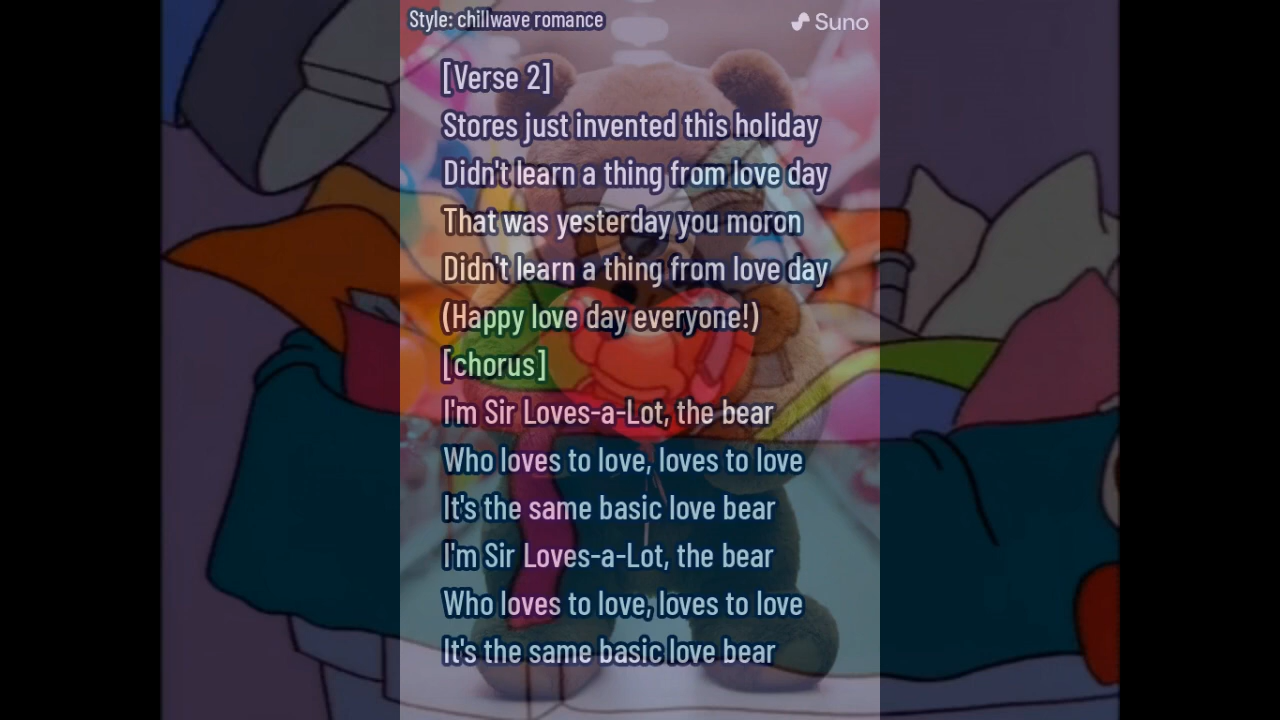 Style: chillwave romance
Suno
[Verse 2]
Stores just invented this holiday
Didn't learn a thing from love day
That was yesterday you moron
Didn't learn a thing from love day
(Happy love day everyone!)
[chorus]
I'm Sir Loves-a-Lot, the bear
Who loves to love, loves to love
It's the same basic love bear
I'm Sir Loves-a-Lot, the bear
Who loves to love, loves to love
It's the same basic love bear